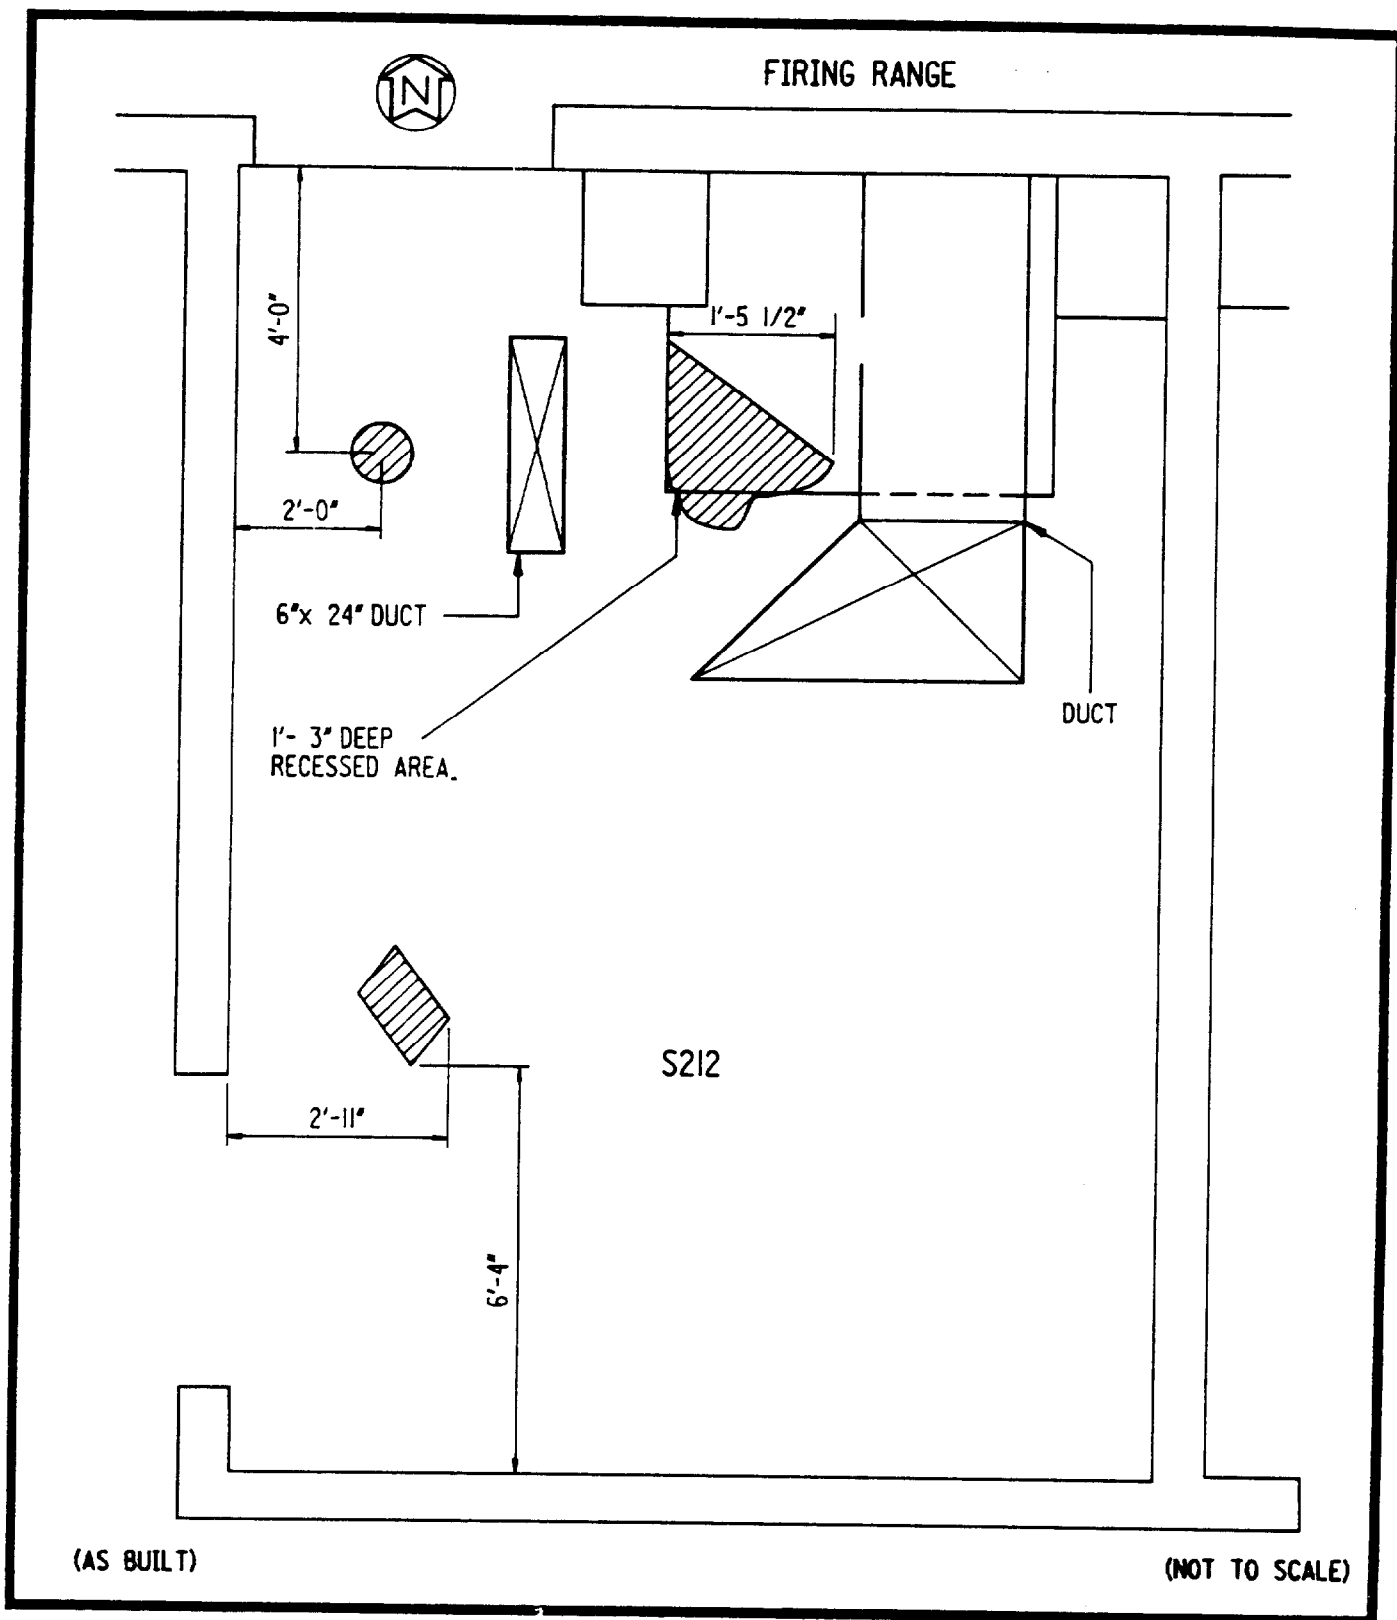 N
FIRING RANGE
4'-0"
1'-5 1/2"
2'-0"
6"x 24" DUCT
DUCT
1'- 3" DEEP
RECESSED AREA.
S212
2'-11"
6'-4"
(AS BUILT)
(NOT TO SCALE)